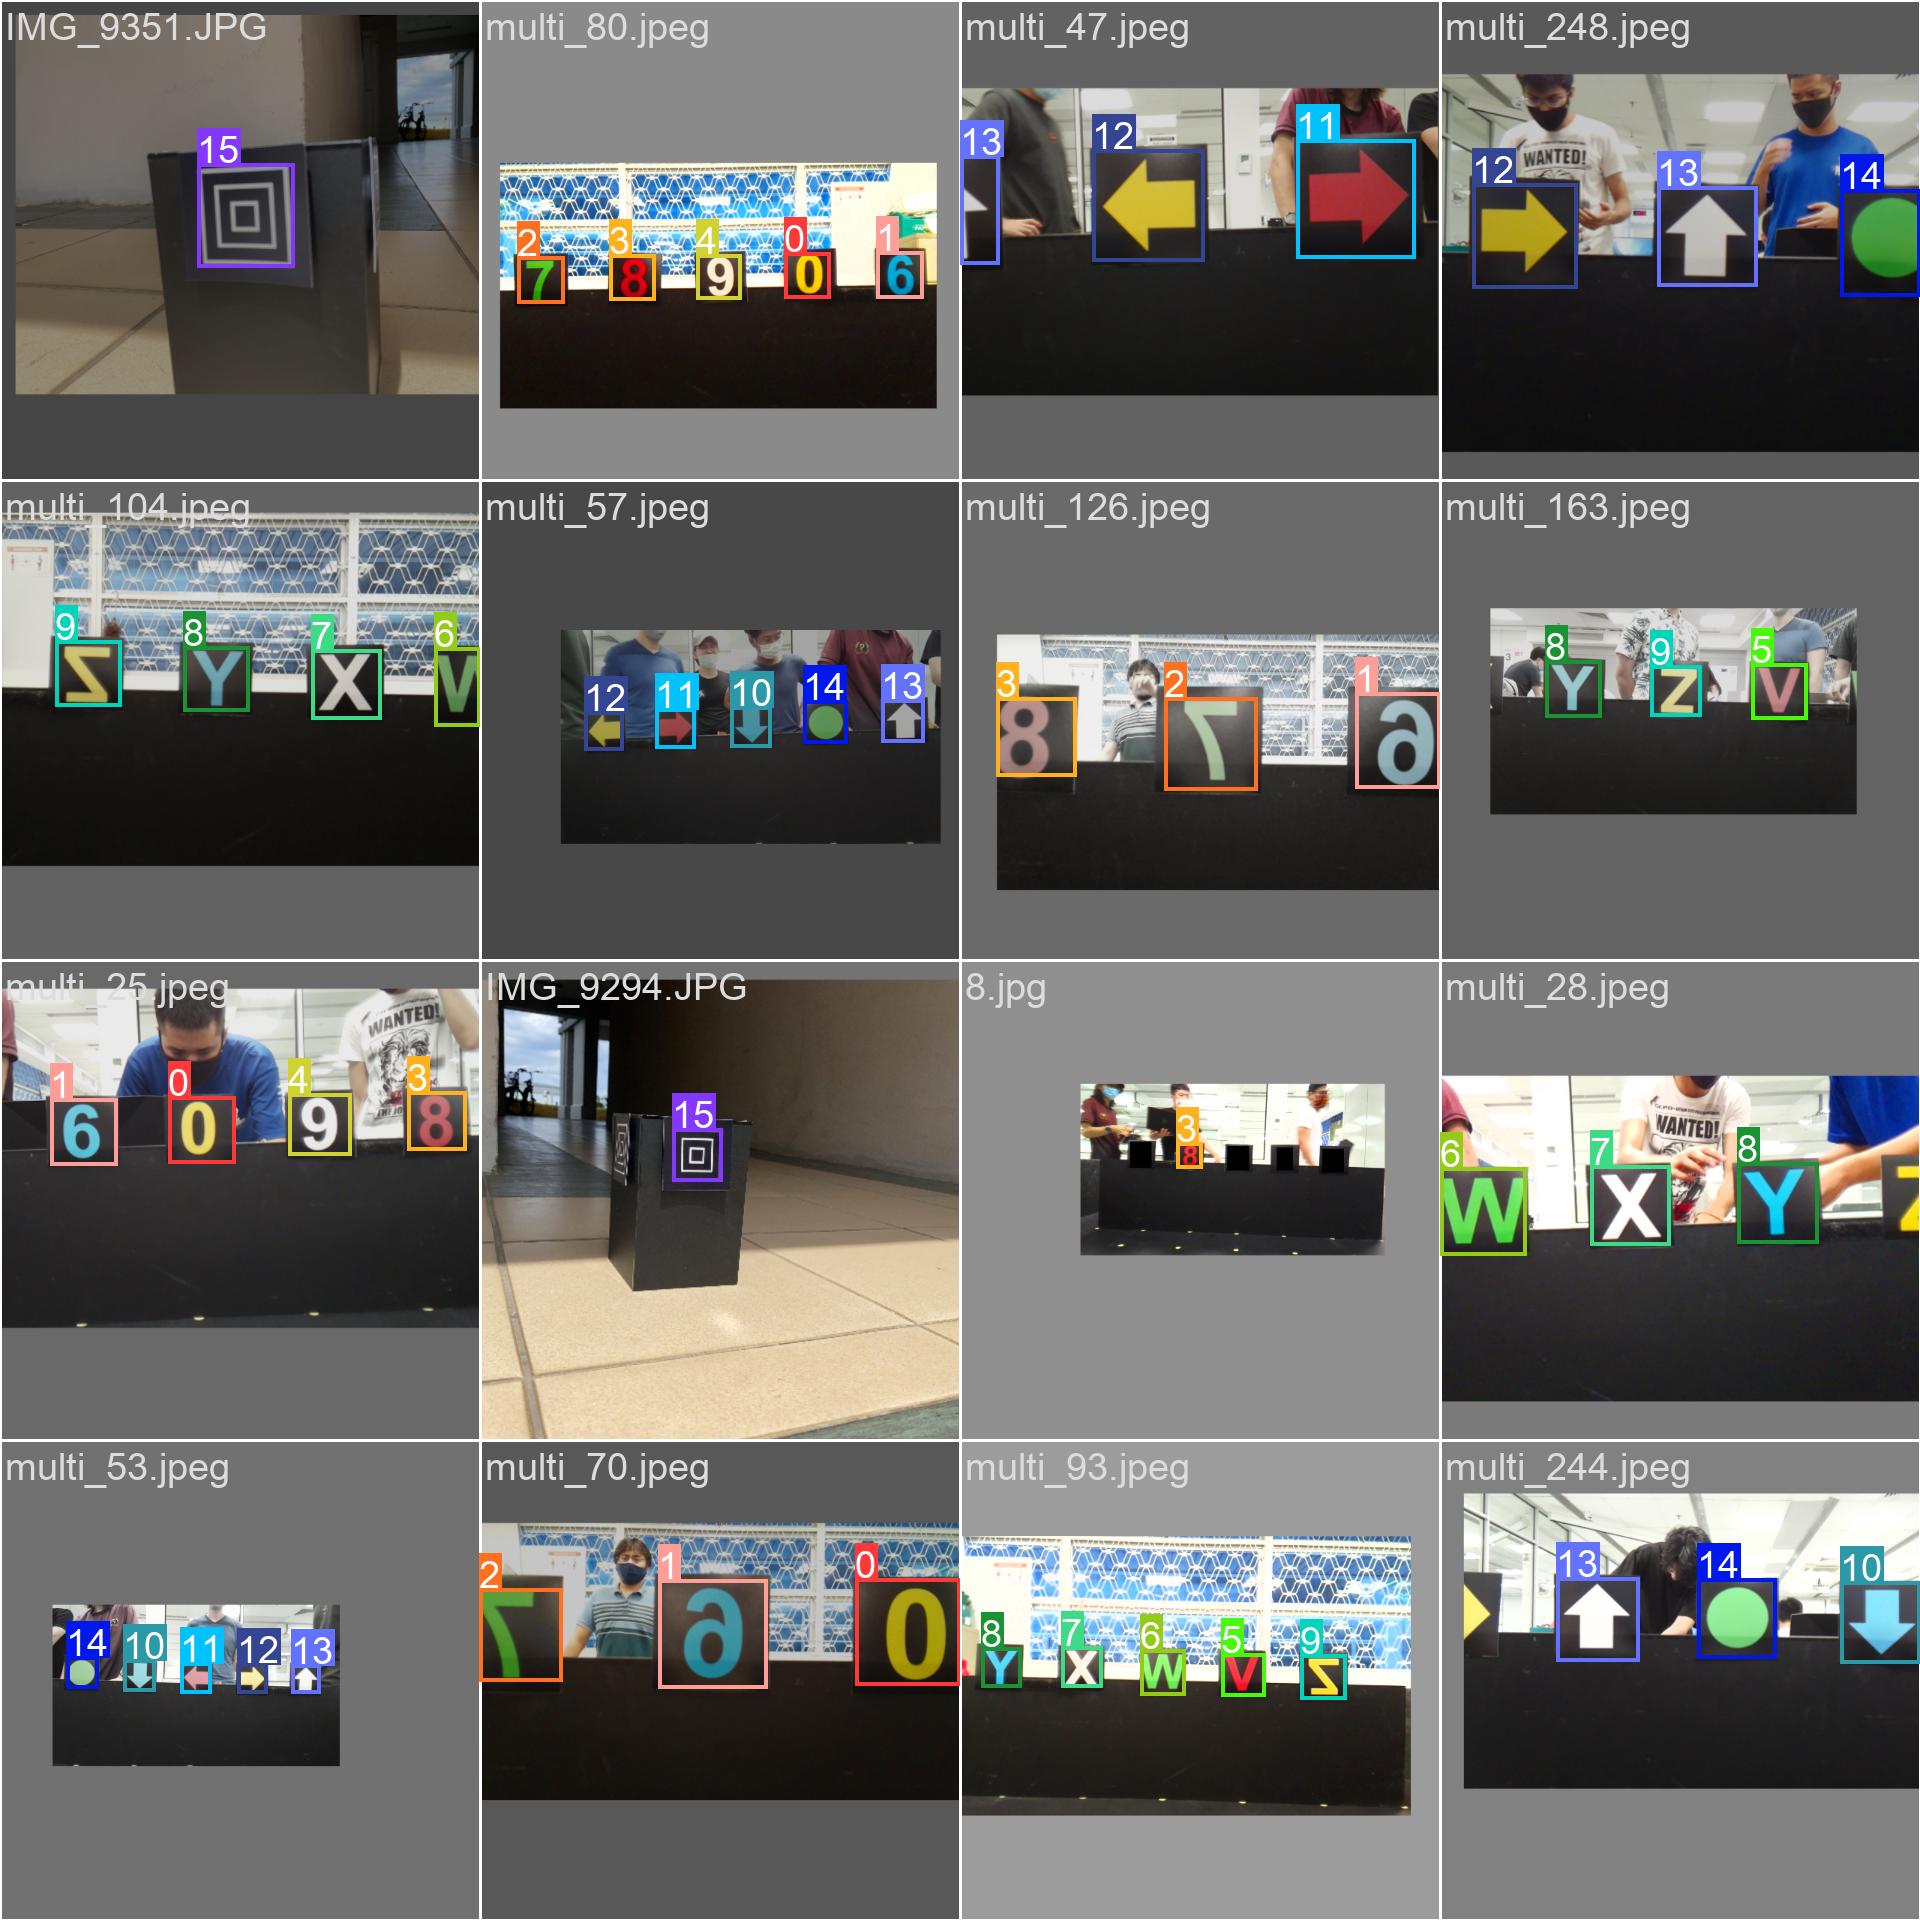 IMG_9351.JPG
15
multi_80.jpeg
2 3 4 0 1
7 8 9 0 6
multi_47.jpeg
13 12 11
multi_248.jpeg
WANTED!
12 13 14
multi_104.jpeg
9 8 7 6
Z Y X W
multi_57.jpeg
12 11 10 14 13
multi_126.jpeg
3 2 1
8 7 6
multi_163.jpeg
8 9 5
Y Z V
multi_25.jpeg
WANTED!
1 0 4 3
6 0 9 8
IMG_9294.JPG
15
8.jpg
3
8
multi_28.jpeg
WANTED!
6 7 8
W X Y Z
multi_53.jpeg
14 10 11 12 13
multi_70.jpeg
2 1 0
7 6 0
multi_93.jpeg
8 7 6 5 9
Y X W V Z
multi_244.jpeg
13 14 10